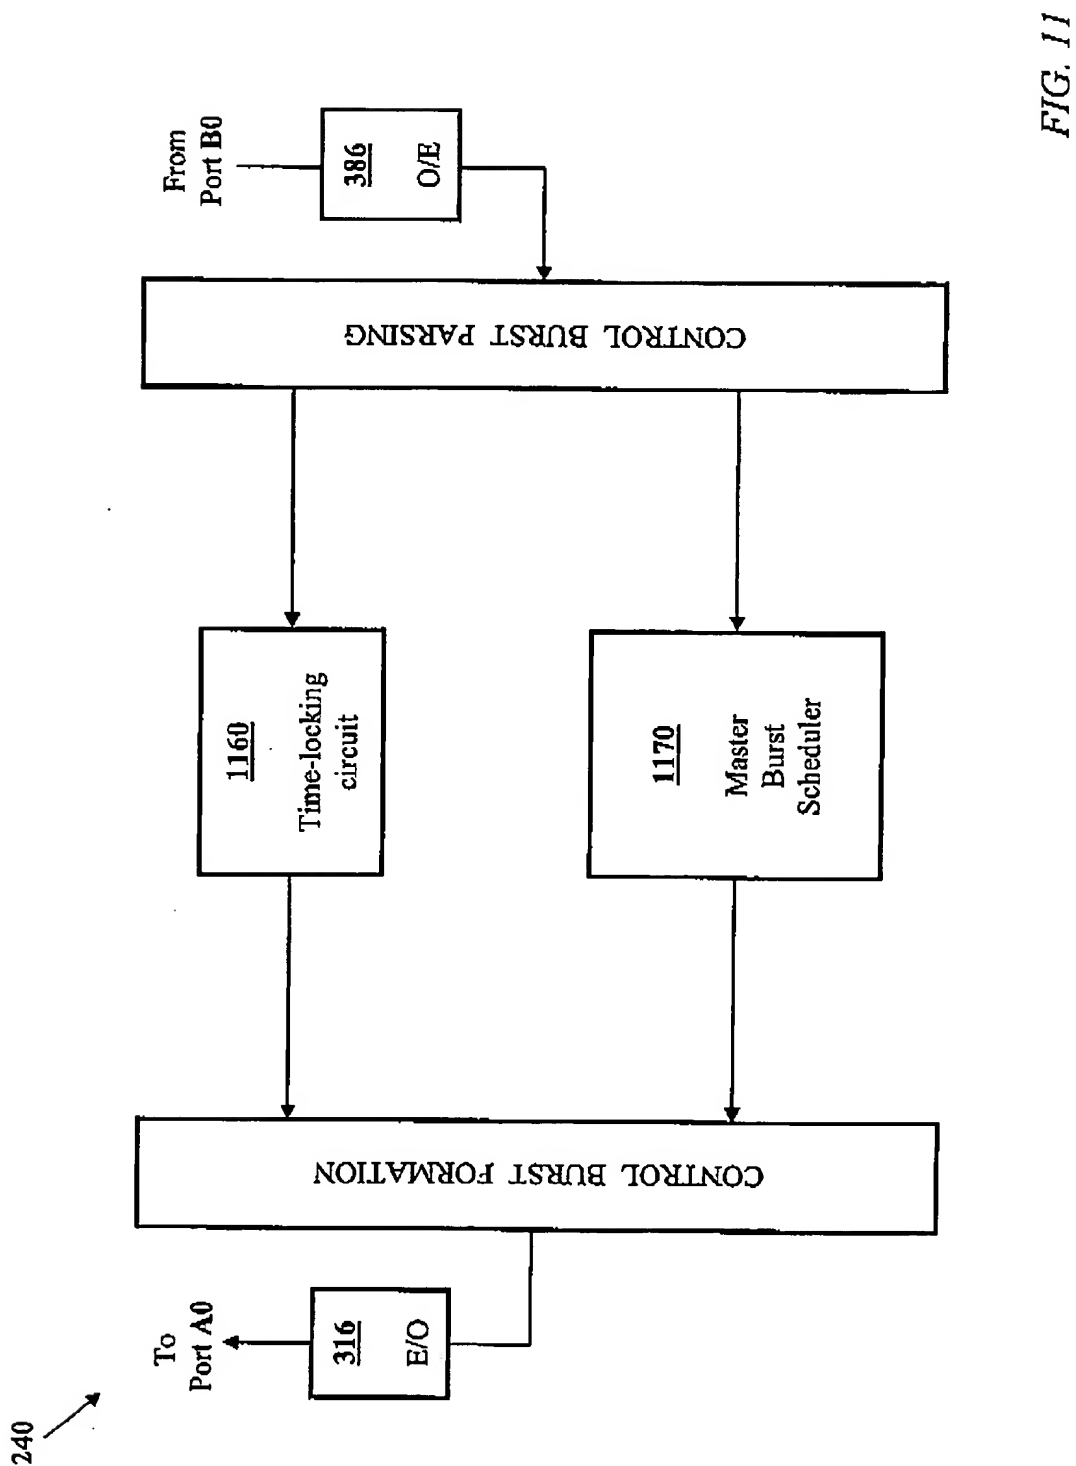 240
To
Port A0
316
E/O
CONTROL BURST FORMATION
1160
Time-locking
circuit
1170
Master
Burst
Scheduler
CONTROL BURST PARSING
From
Port B0
386
O/E
FIG. 11